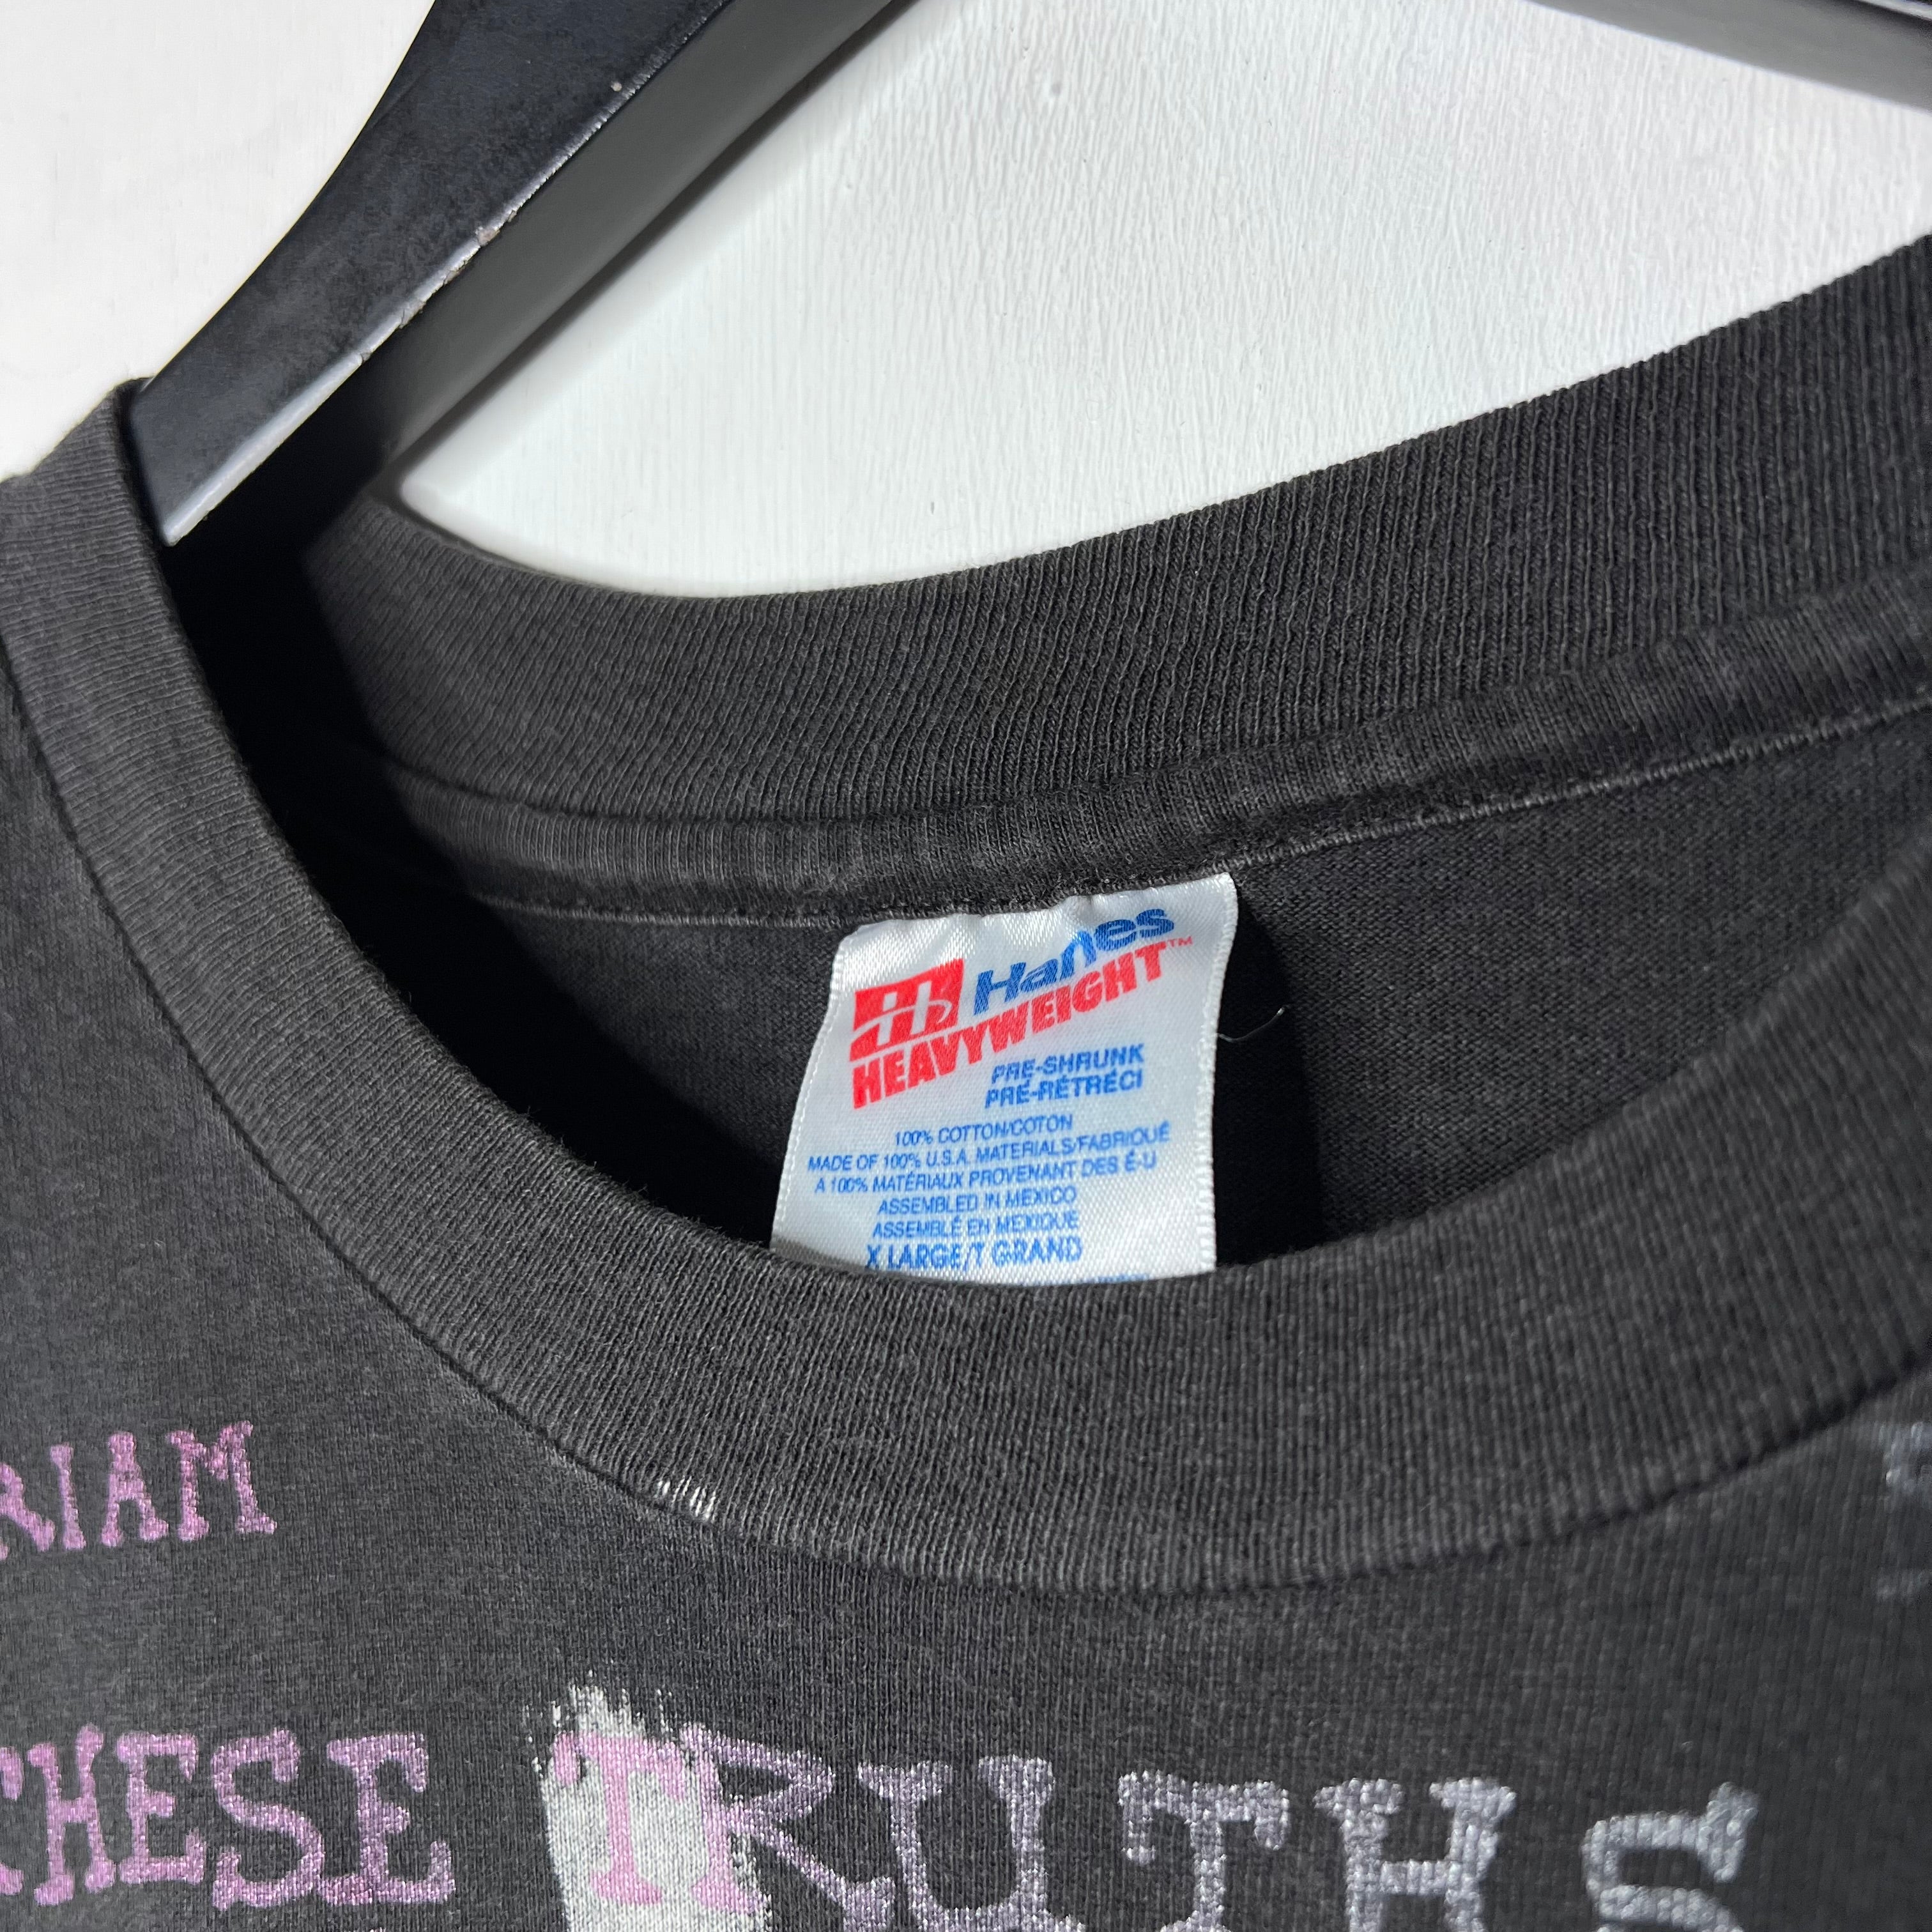 Hanes
HEAVYWEIGHT™
PRE-SHRUNK
PRÉ-RÉTRÉCI
100% COTTON/COTON
MADE OF 100% U.S.A. MATERIALS/FABRIQUÉ
A 100% MATÉRIAUX PROVENANT DES É-U
ASSEMBLED IN MEXICO
ASSEMBLÉ EN MEXIQUE
X LARGE/T GRAND
RIAM
THESE TRUTHS